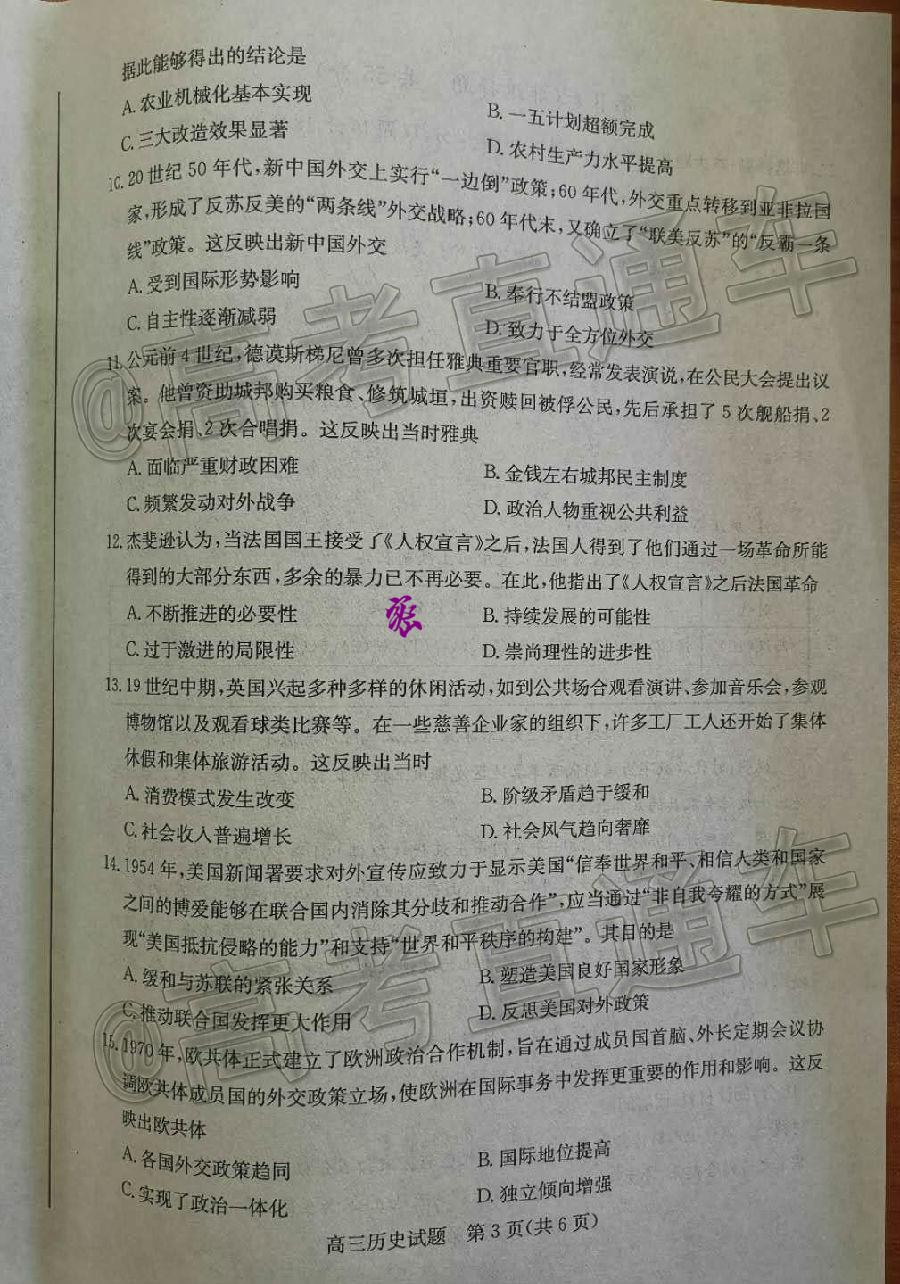 据此能够得出的结论是
A.农业机械化基本实现
B.一五计划超额完成
C.三大改造效果显著
D.农村生产力水平提高
10.20世纪50年代,新中国外交上实行“一边倒”政策;60年代,外交重点转移到亚非拉国
家,形成了反苏反美的“两条线”外交战略;60年代末,又确立了“联美反苏”的“反霸一条
线”政策。这反映出新中国外交
A.受到国际形势影响
B.奉行不结盟政策
C.自主性逐渐减弱
D.致力于全方位外交
11.公元前4世纪,德谟斯梯尼曾多次担任雅典重要官职,经常发表演说,在公民大会提出议
案。他曾资助城邦购买粮食、修筑城垣,出资赎回被俘公民,先后承担了5次舰船捐、2
次宴会捐、2次合唱捐。这反映出当时雅典
A.面临严重财政困难
B.金钱左右城邦民主制度
C.频繁发动对外战争
D.政治人物重视公共利益
12.杰斐逊认为,当法国国王接受了《人权宣言》之后,法国人得到了他们通过一场革命所能
得到的大部分东西,多余的暴力已不再必要。在此,他指出了《人权宣言》之后法国革命
A.不断推进的必要性
B.持续发展的可能性
C.过于激进的局限性
D.崇尚理性的进步性
13.19世纪中期,英国兴起多种多样的休闲活动,如到公共场合观看演讲、参加音乐会,参观
博物馆以及观看球类比赛等。在一些慈善企业家的组织下,许多工厂工人还开始了集体
休假和集体旅游活动。这反映出当时
A.消费模式发生改变
B.阶级矛盾趋于缓和
C.社会收入普遍增长
D.社会风气趋向奢靡
14.1954年,美国新闻署要求对外宣传应致力于显示美国“信奉世界和平、相信人类和国家
之间的博爱能够在联合国内消除其分歧和推动合作”,应当通过“非自我夸耀的方式”展
现“美国抵抗侵略的能力”和支持“世界和平秩序的构建”。其目的是
A.缓和与苏联的紧张关系
B.塑造美国良好国家形象
C.推动联合国发挥更大作用
D.反思美国对外政策
15.1970年,欧共体正式建立了欧洲政治合作机制,旨在通过成员国首脑、外长定期会议协
调欧共体成员国的外交政策立场,使欧洲在国际事务中发挥更重要的作用和影响。这反
映出欧共体
A.各国外交政策趋同
B.国际地位提高
C.实现了政治一体化
D.独立倾向增强
高三历史试题 第3页(共6页)
@高考直通车
@高考直通车